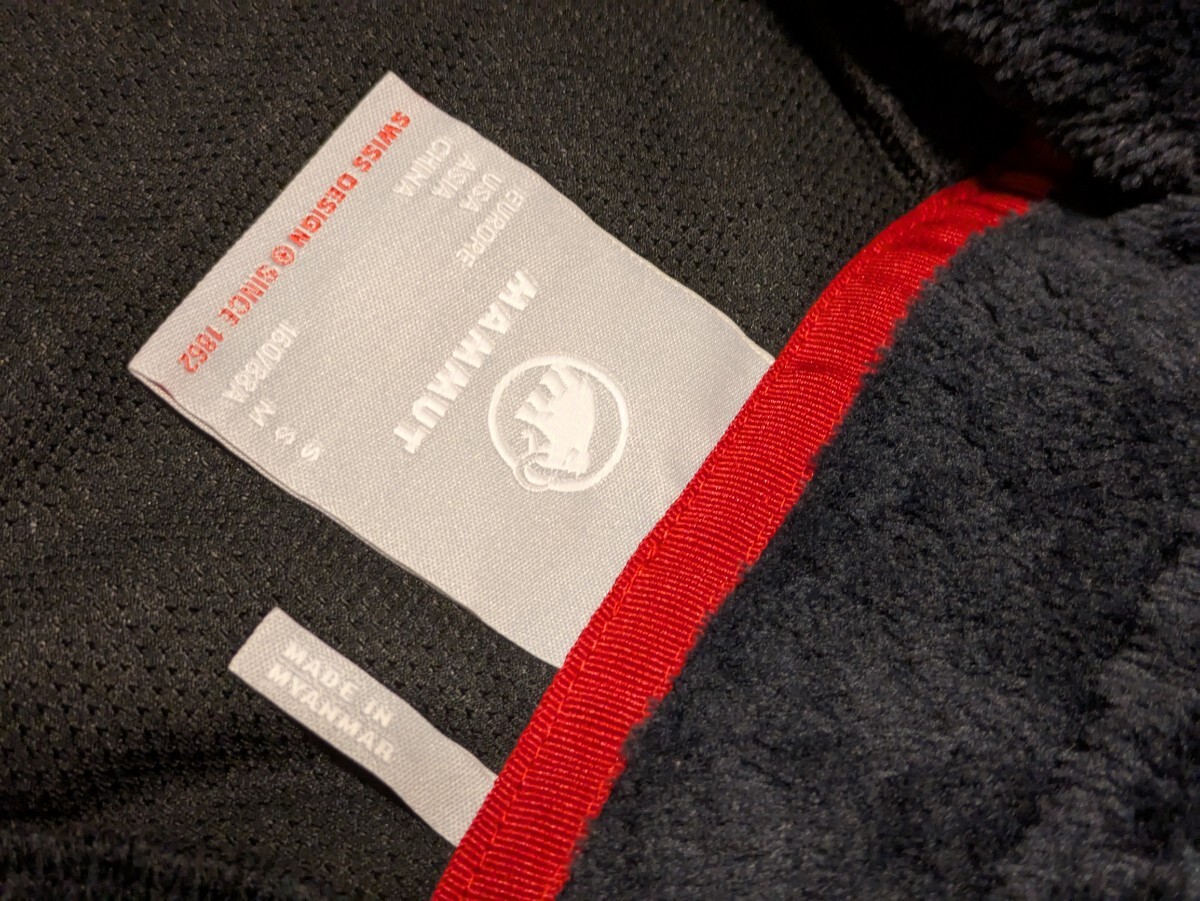 MAMMUT
EUROPE S
USA S
ASIA M
CHINA 160/88A
SWISS DESIGN SINCE 1862
MADE IN
MYANMAR